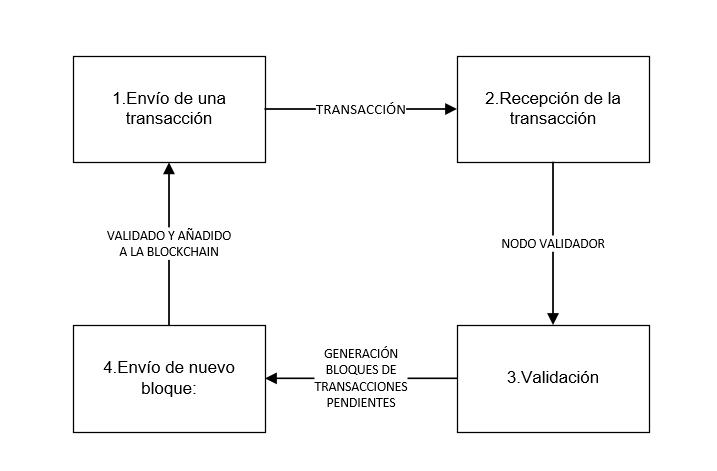 1.Envío de una
transacción
TRANSACCIÓN
2.Recepción de la
transacción
VALIDADO Y AÑADIDO
A LA BLOCKCHAIN
NODO VALIDADOR
4.Envío de nuevo
bloque:
GENERACIÓN
BLOQUES DE
TRANSACCIONES
PENDIENTES
3.Validación